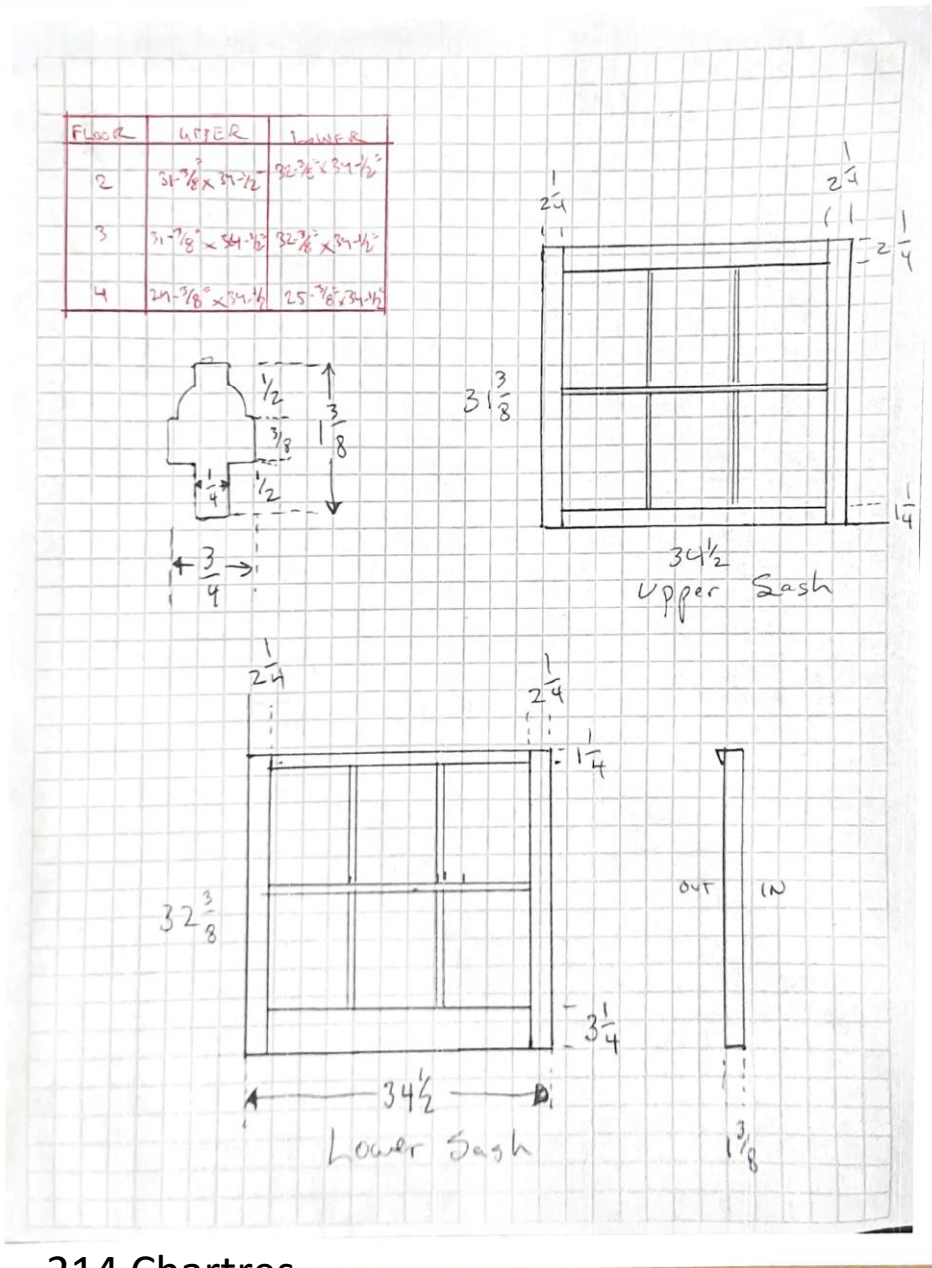 FLOOR UPPER LOWER
2 31-3/8" x 34-1/2" 32-3/8" x 34-1/2"
3 31-3/8" x 34-1/2" 32-3/8" x 34-1/2"
4 24-3/8" x 34-1/2 25-3/8" x 34-1/2"
2 1/4 2 1/4
2 1/4
31 3/8
1 1/4
34 1/2
Upper Sash
1/2
3/8
1/2
1 3/8
1/4
3/4
2 1/4 2 1/4
1 1/4
32 3/8
3 1/4
34 1/2
Lower Sash
OUT IN
1 3/8